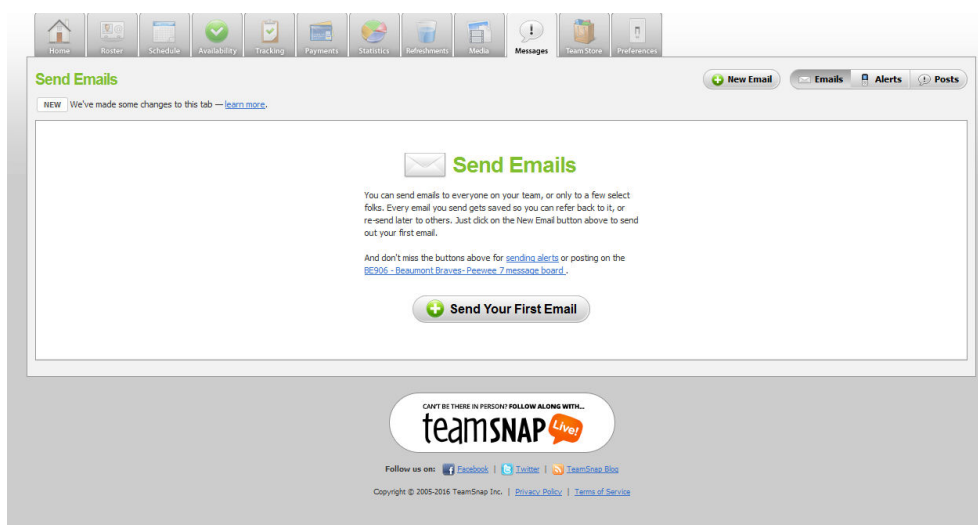 Home Roster Schedule Availability Tracking Payments Statistics Refreshments Media Messages Team Store Preferences
Send Emails
New Email Emails Alerts Posts
NEW We've made some changes to this tab — learn more.
Send Emails
You can send emails to everyone on your team, or only to a few select
folks. Every email you send gets saved so you can refer back to it, or
re-send later to others. Just click on the New Email button above to send
out your first email.
And don't miss the buttons above for sending alerts or posting on the
BE906 - Beaumont Braves- Peewee 7 message board .
Send Your First Email
CAN'T BE THERE IN PERSON? FOLLOW ALONG WITH...
teamSNAP Live!
Follow us on: Facebook | Twitter | TeamSnap Blog
Copyright © 2005-2016 TeamSnap Inc. | Privacy Policy | Terms of Service